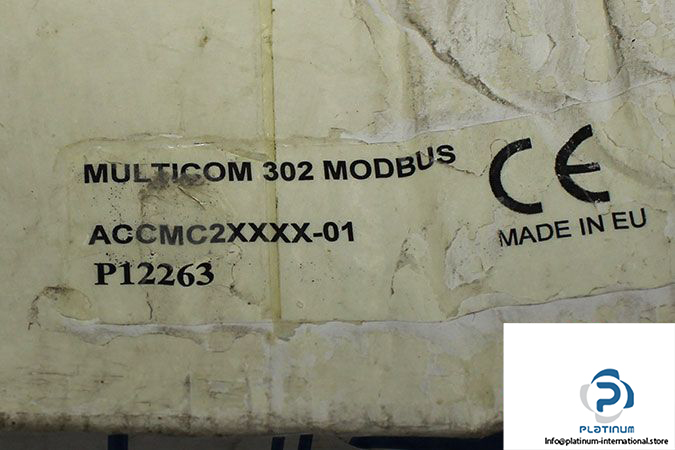 MULTICOM 302 MODBUS
ACCMC2XXXX-01
P12263
CE
MADE IN EU
PLATINUM
Info@platinum-international.store